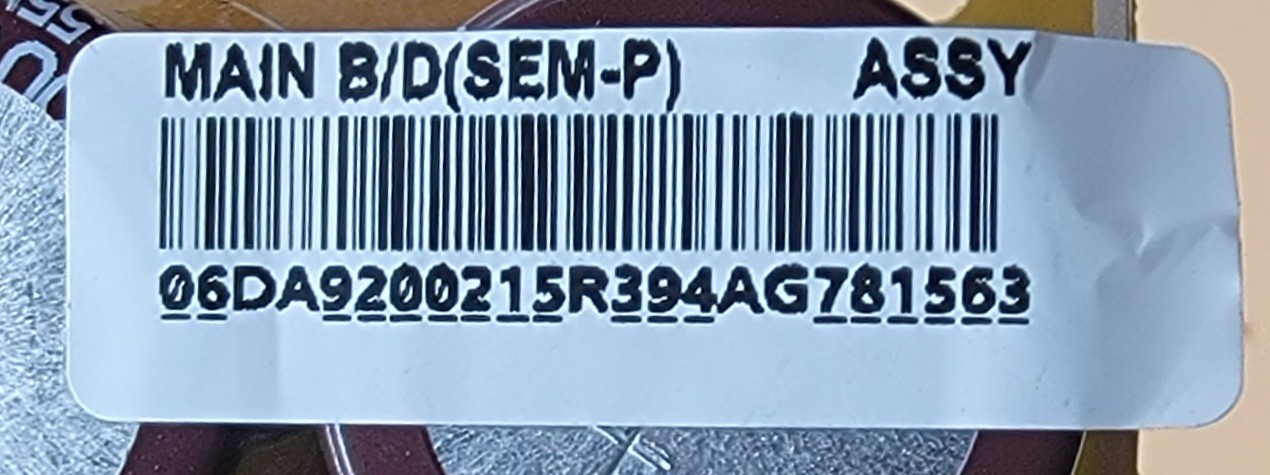 MAIN B/D(SEM-P) ASSY
06DA9200215R394AG781563